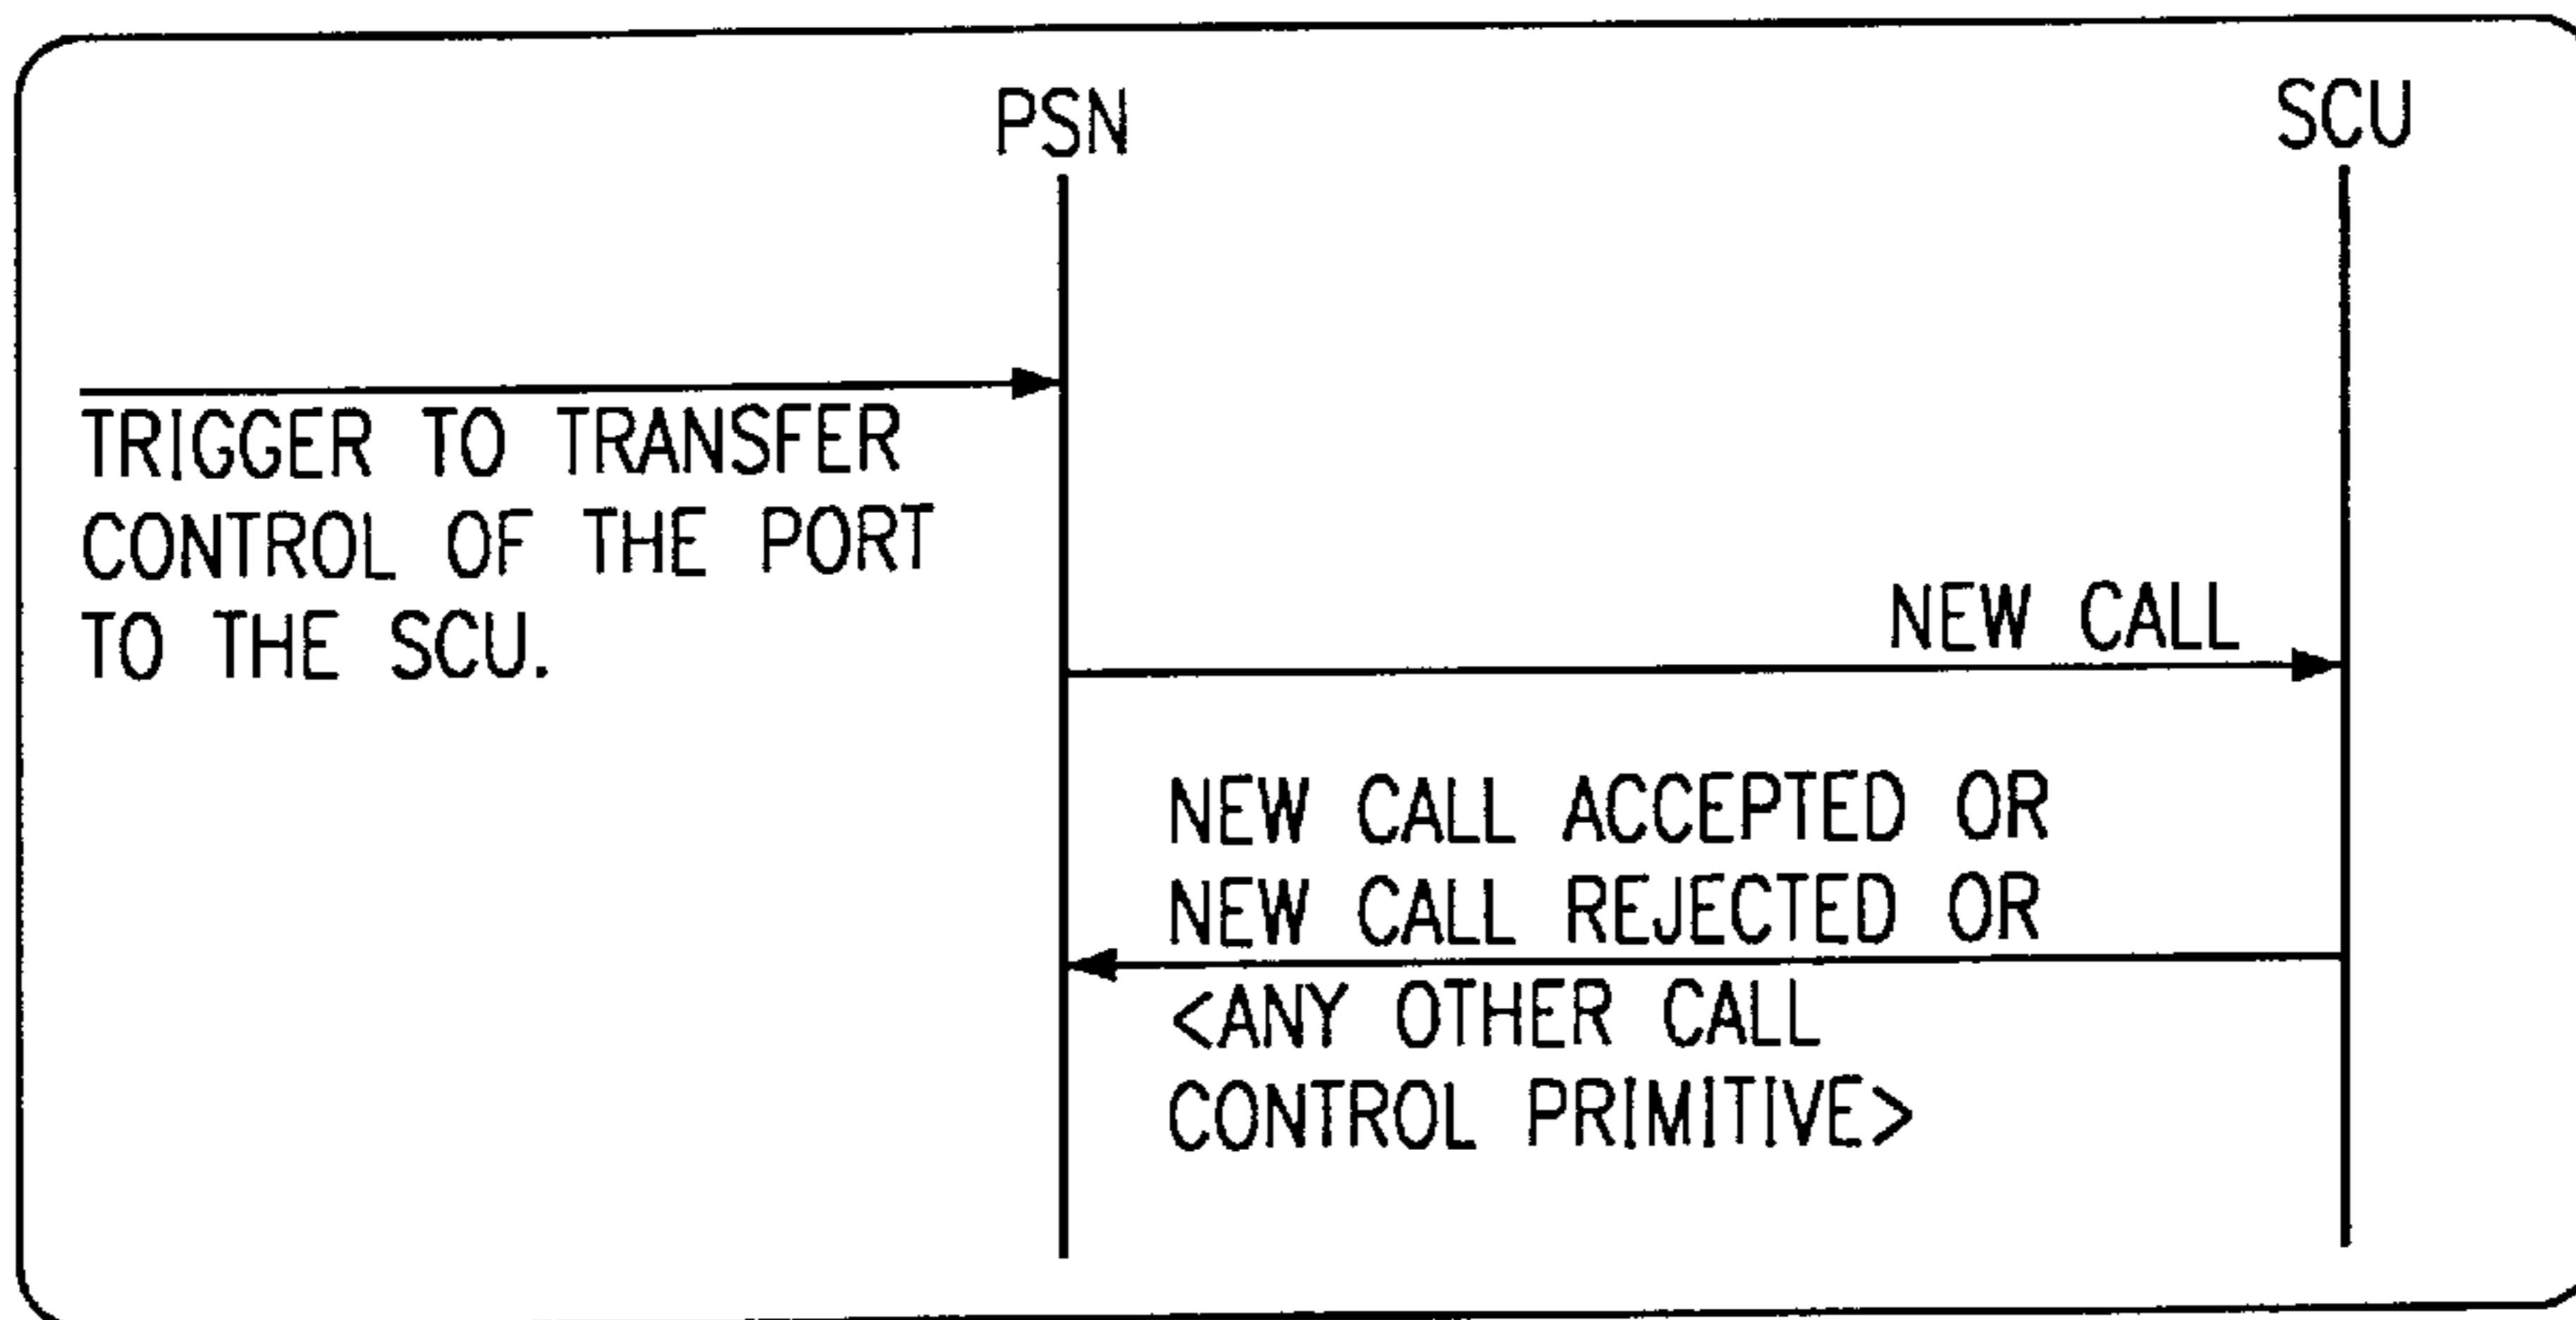 PSN
SCU
TRIGGER TO TRANSFER
CONTROL OF THE PORT
TO THE SCU.
NEW CALL
NEW CALL ACCEPTED OR
NEW CALL REJECTED OR
<ANY OTHER CALL
CONTROL PRIMITIVE>